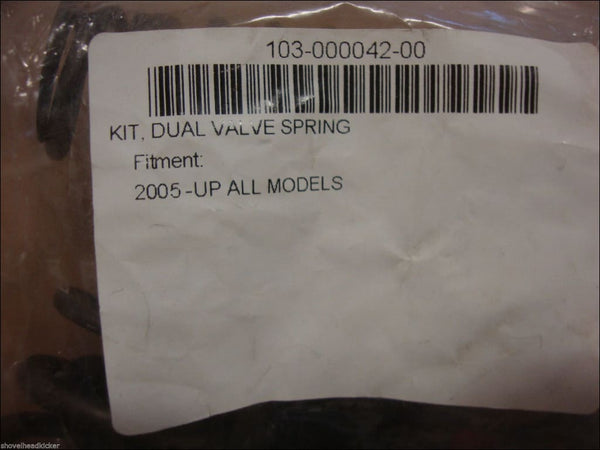 103-000042-00
KIT, DUAL VALVE SPRING
Fitment:
2005-UP ALL MODELS
shovelheadkicker